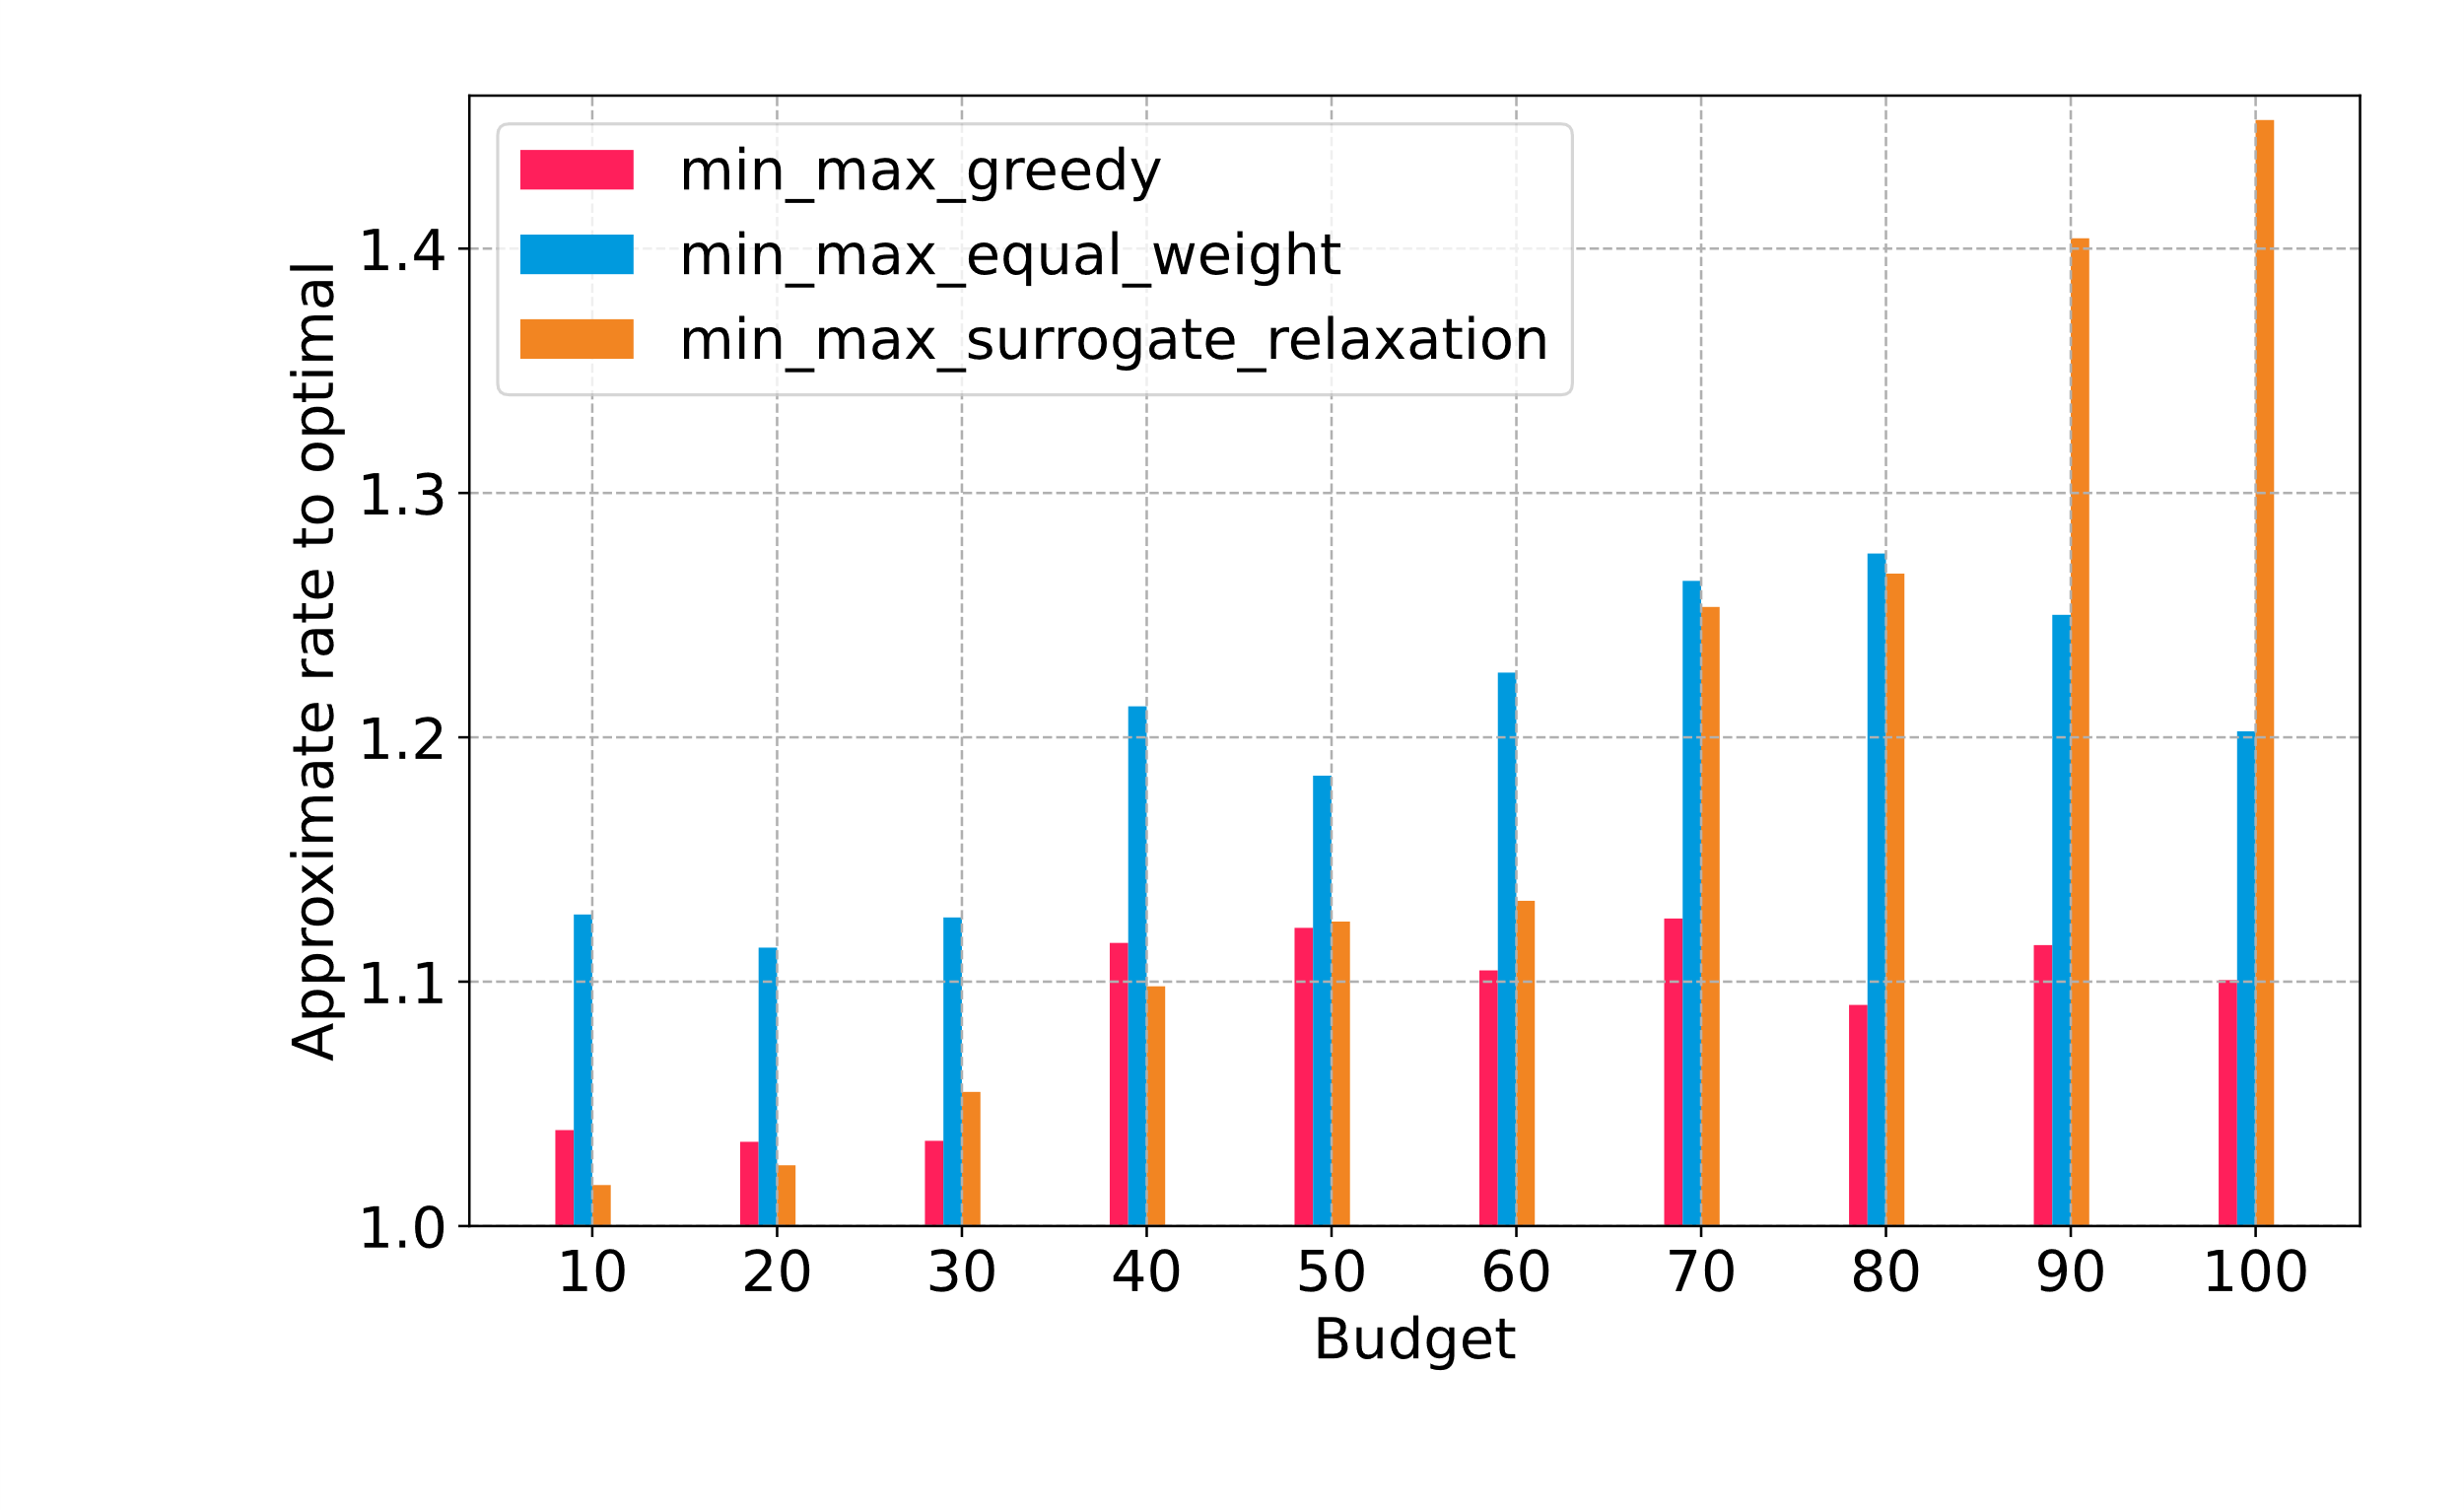 min_max_greedy
min_max_equal_weight
min_max_surrogate_relaxation
Approximate rate to optimal
1.4
1.3
1.2
1.1
1.0
10 20 30 40 50 60 70 80 90 100
Budget